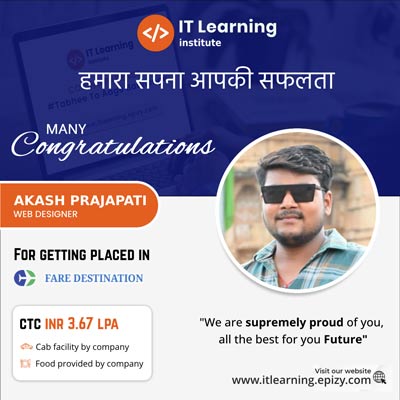 IT Learning
institute
हमारा सपना आपकी सफलता
MANY
Congratulations
AKASH PRAJAPATI
WEB DESIGNER
FOR GETTING PLACED IN
FARE DESTINATION
CTC INR 3.67 LPA
Cab facility by company
Food provided by company
"We are supremely proud of you,
all the best for you Future"
Visit our website
www.itlearning.epizy.com